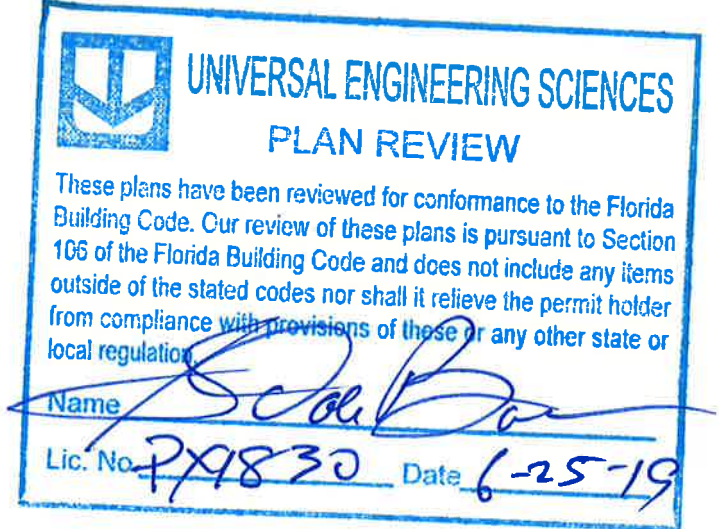 UNIVERSAL ENGINEERING SCIENCES
PLAN REVIEW
These plans have been reviewed for conformance to the Florida
Building Code. Our review of these plans is pursuant to Section
106 of the Florida Building Code and does not include any items
outside of the stated codes nor shall it relieve the permit holder
from compliance with provisions of these or any other state or
local regulation.
Name
Lic. No. PX9830 Date 6-25-19